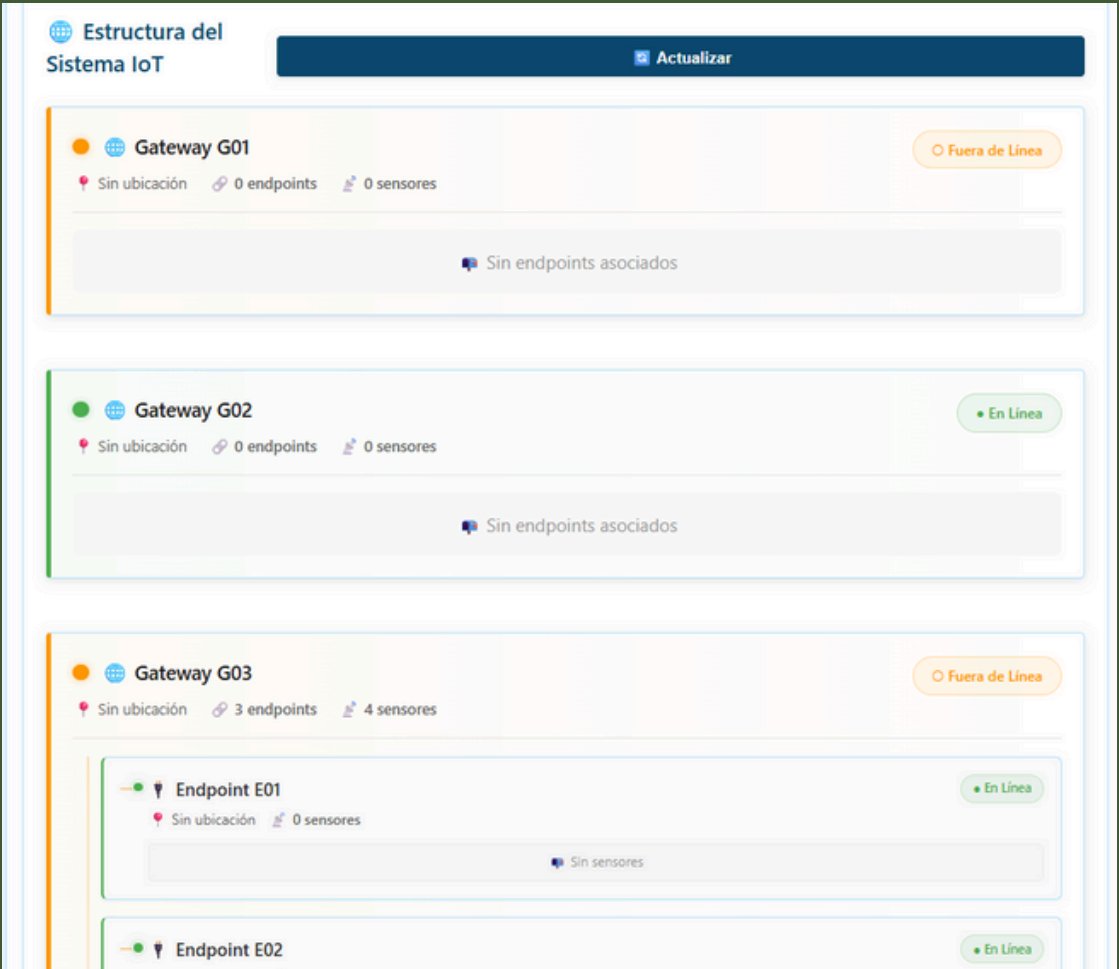 Estructura del
Sistema IoT
Actualizar
Gateway G01
Fuera de Línea
Sin ubicación 0 endpoints 0 sensores
Sin endpoints asociados
Gateway G02
En Línea
Sin ubicación 0 endpoints 0 sensores
Sin endpoints asociados
Gateway G03
Fuera de Línea
Sin ubicación 3 endpoints 4 sensores
Endpoint E01
En Línea
Sin ubicación 0 sensores
Sin sensores
Endpoint E02
En Línea